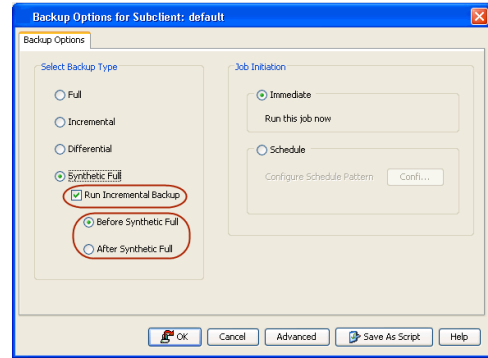 Backup Options for Subclient: default
Backup Options
Select Backup Type
Full
Incremental
Differential
Synthetic Full
Run Incremental Backup
Before Synthetic Full
After Synthetic Full
Job Initiation
Immediate
Run this job now
Schedule
Configure Schedule Pattern
Confi...
OK
Cancel
Advanced
Save As Script
Help